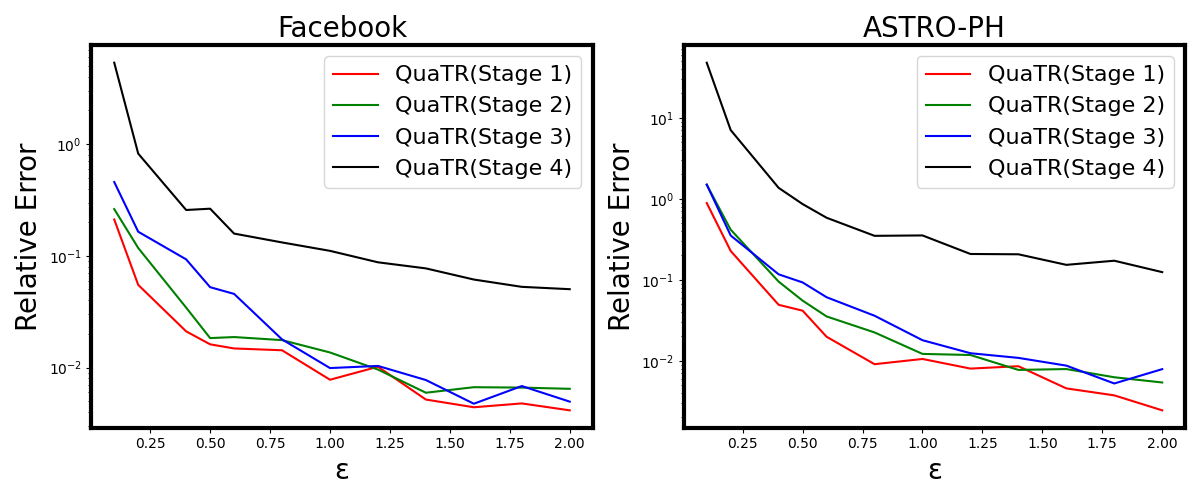 Facebook
Relative Error
10⁰
10⁻¹
10⁻²
QuaTR(Stage 1)
QuaTR(Stage 2)
QuaTR(Stage 3)
QuaTR(Stage 4)
0.25 0.50 0.75 1.00 1.25 1.50 1.75 2.00
ε
ASTRO-PH
Relative Error
10¹
10⁰
10⁻¹
10⁻²
QuaTR(Stage 1)
QuaTR(Stage 2)
QuaTR(Stage 3)
QuaTR(Stage 4)
0.25 0.50 0.75 1.00 1.25 1.50 1.75 2.00
ε